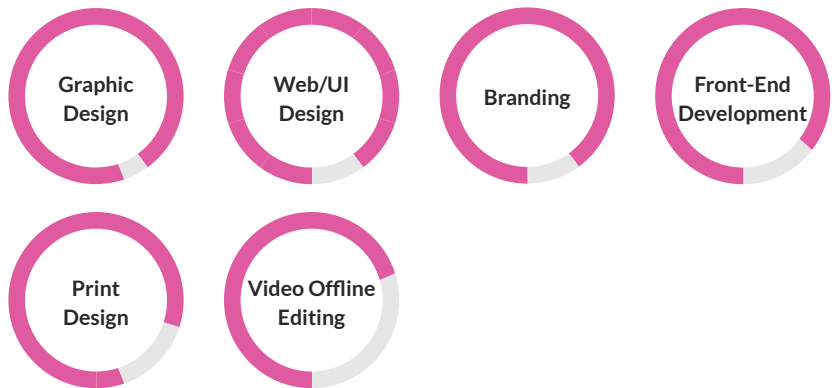 Graphic
Design
Web/UI
Design
Branding
Front-End
Development
Print
Design
Video Offline
Editing